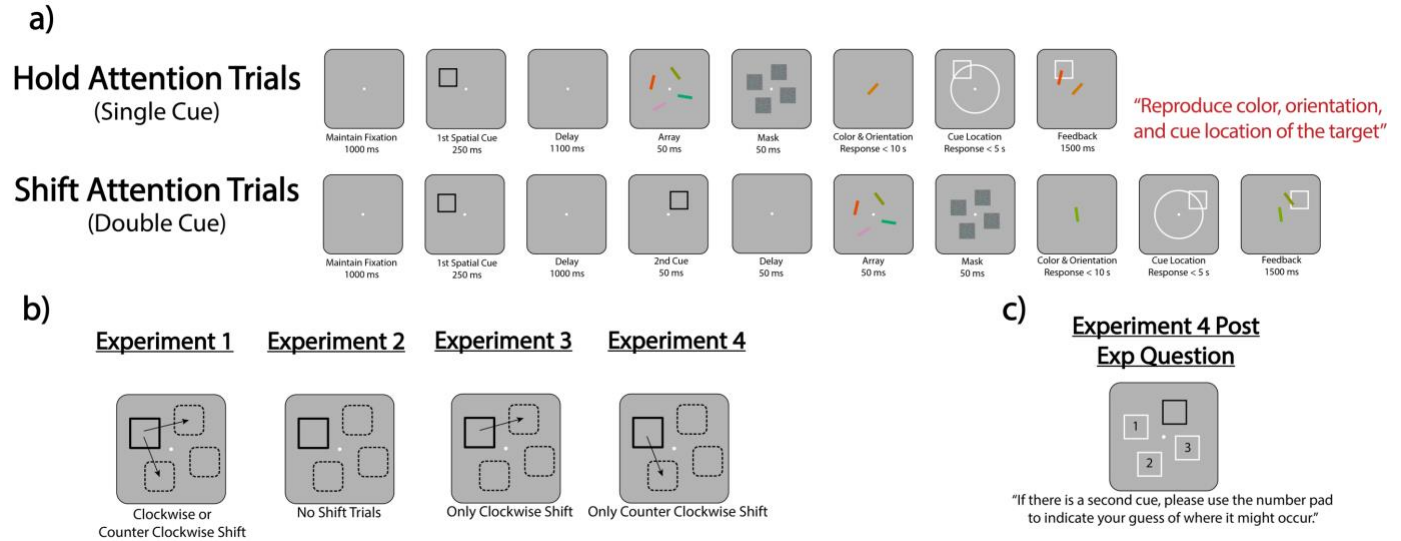 a)
Hold Attention Trials
(Single Cue)
Maintain Fixation
1000 ms
1st Spatial Cue
250 ms
Delay
1100 ms
Array
50 ms
Mask
50 ms
Color & Orientation
Response < 10 s
Cue Location
Response < 5 s
Feedback
1500 ms
“Reproduce color, orientation,
and cue location of the target”
Shift Attention Trials
(Double Cue)
Maintain Fixation
1000 ms
1st Spatial Cue
250 ms
Delay
1000 ms
2nd Cue
50 ms
Delay
50 ms
Array
50 ms
Mask
50 ms
Color & Orientation
Response < 10 s
Cue Location
Response < 5 s
Feedback
1500 ms
b)
Experiment 1
Clockwise or
Counter Clockwise Shift
Experiment 2
No Shift Trials
Experiment 3
Only Clockwise Shift
Experiment 4
Only Counter Clockwise Shift
c)
Experiment 4 Post
Exp Question
1
3
2
“If there is a second cue, please use the number pad
to indicate your guess of where it might occur.”